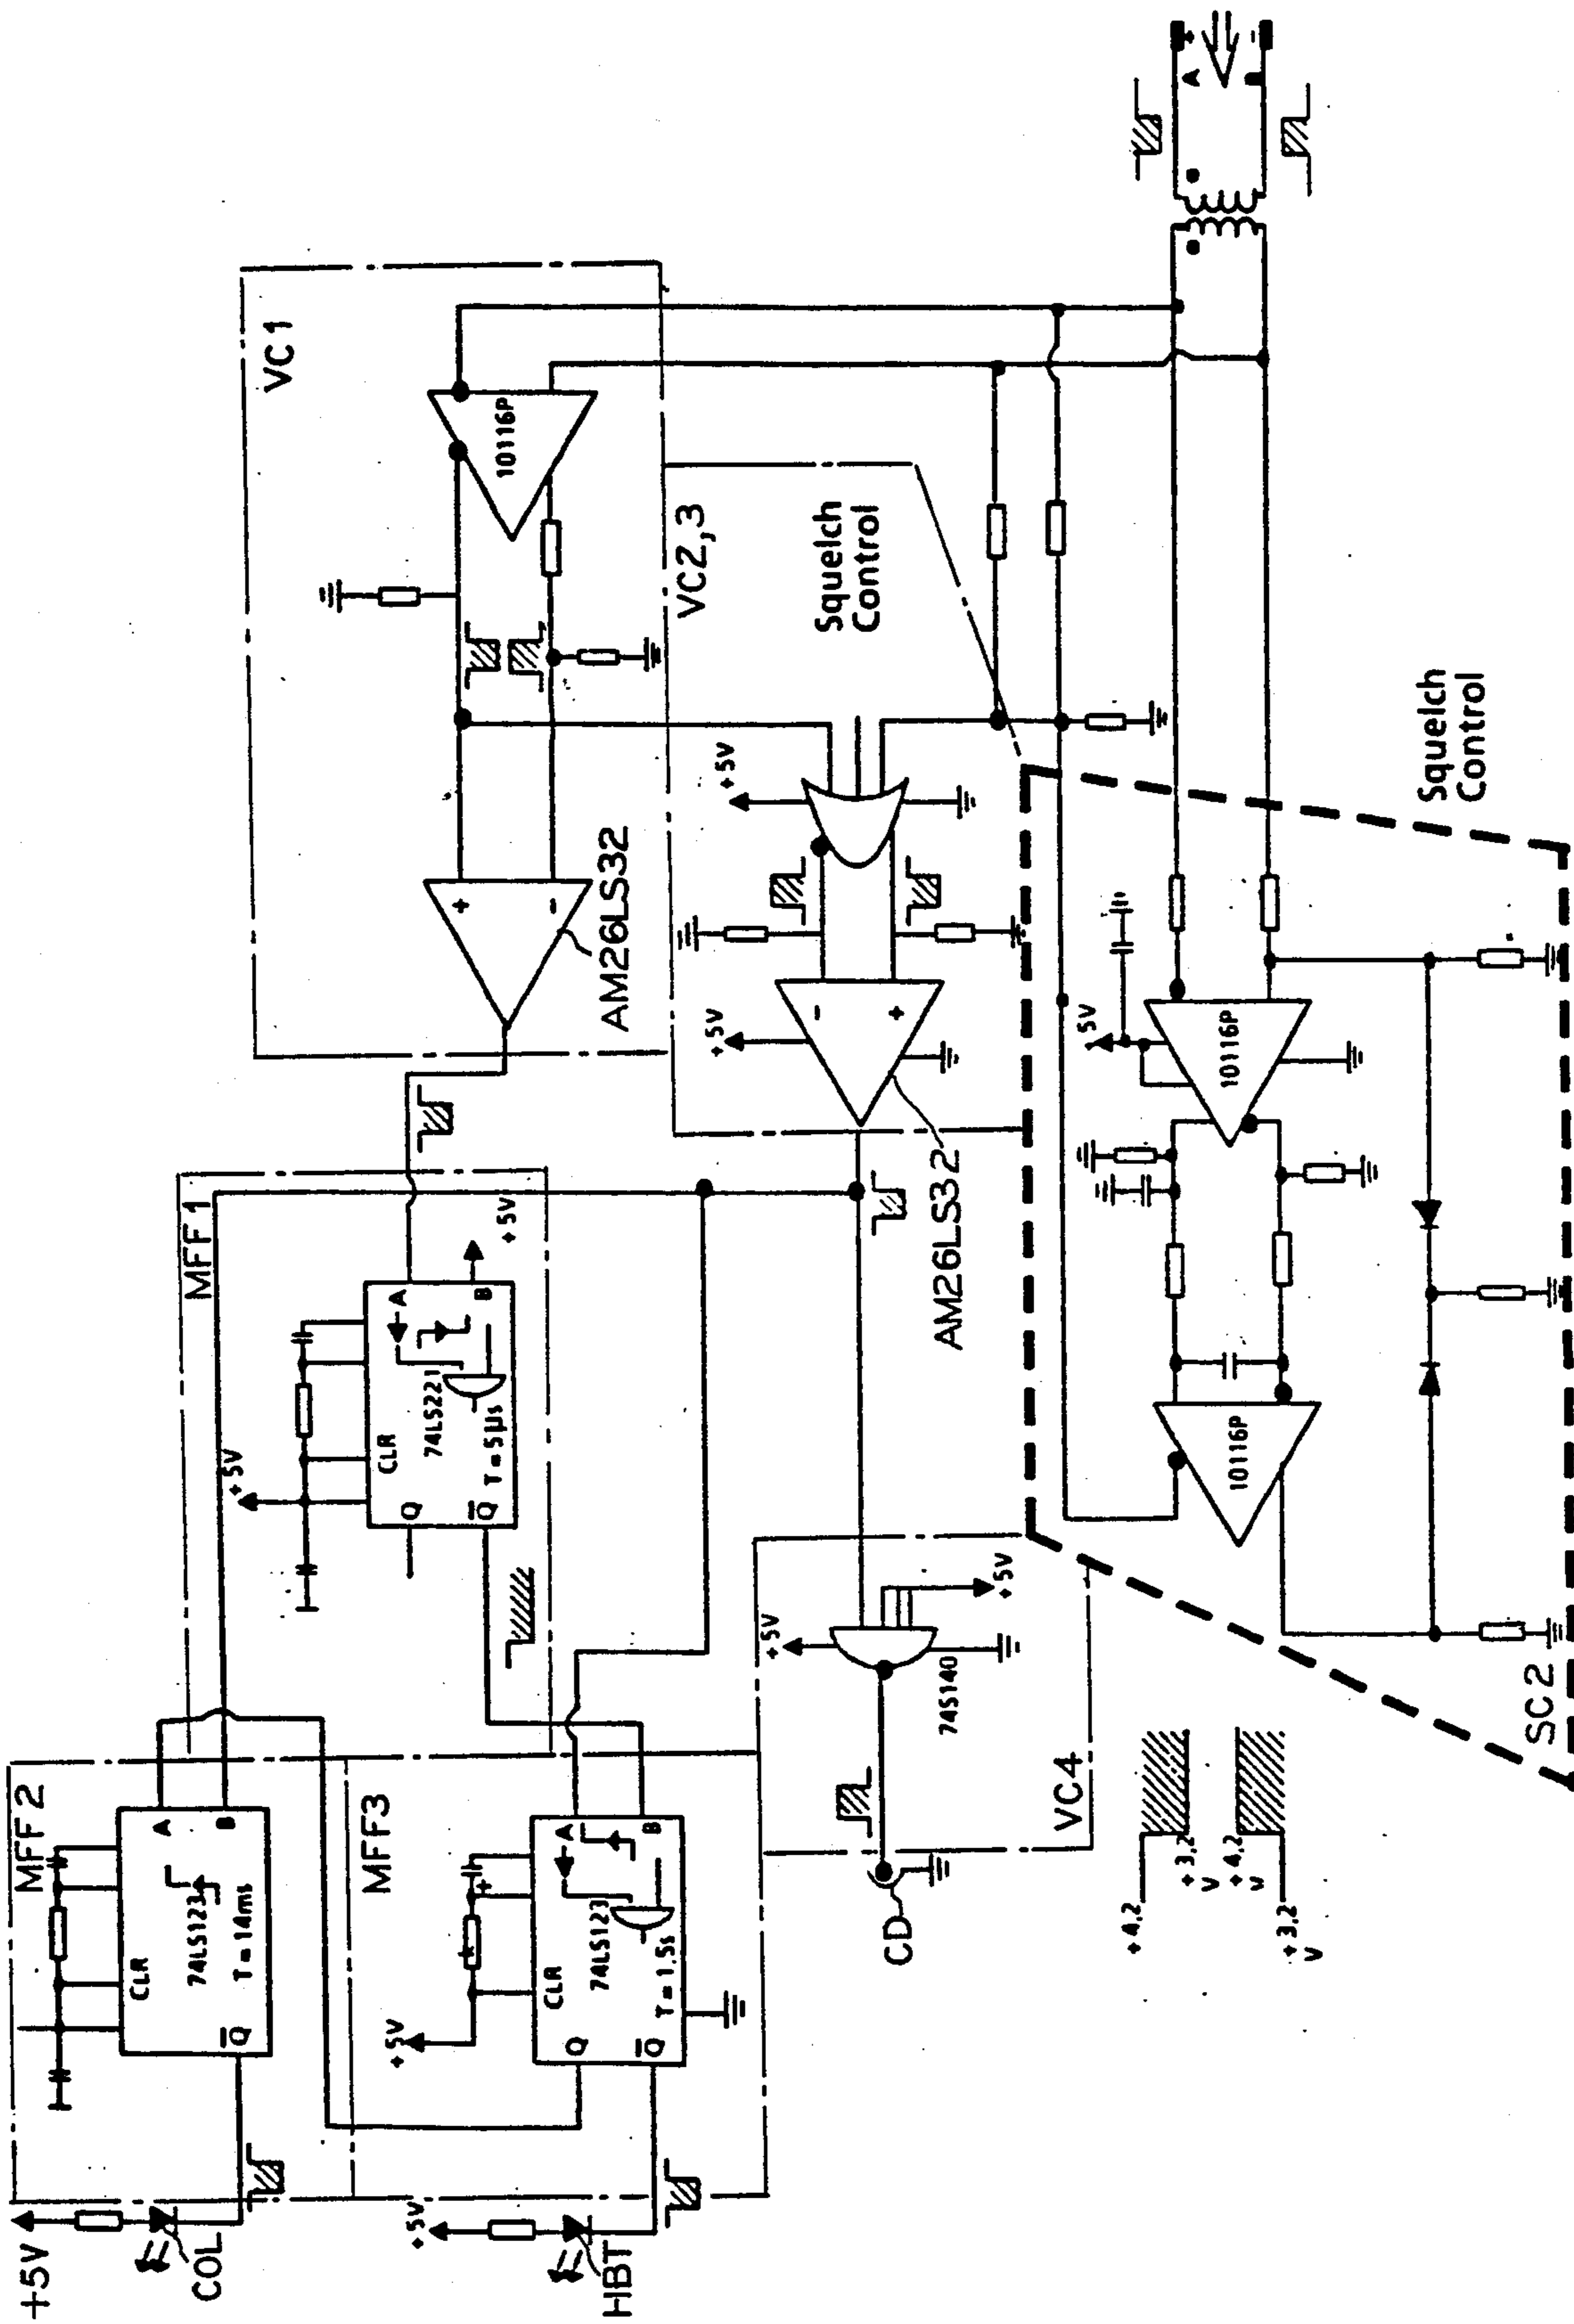 +5V
COL
MFF2
CLR
74LS123
T=14ms
A
B
Q̅
+5V
HBT
MFF3
+5V
CLR
74LS123
T=1.5s
A
B
Q
Q̅
MFF1
+5V
CLR
74LS221
T=5µs
A
B
Q
Q̅
+5V
VC1
10116P
+
-
AM26LS32
VC2,3
Squelch
Control
+5V
+5V
-
+
AM26LS32
VC4
+5V
+5V
74S140
CD
Squelch
Control
5V
10116P
10116P
SC2
A
+
-
+4,2
+3,2
V
+4,2
V
+3,2
V